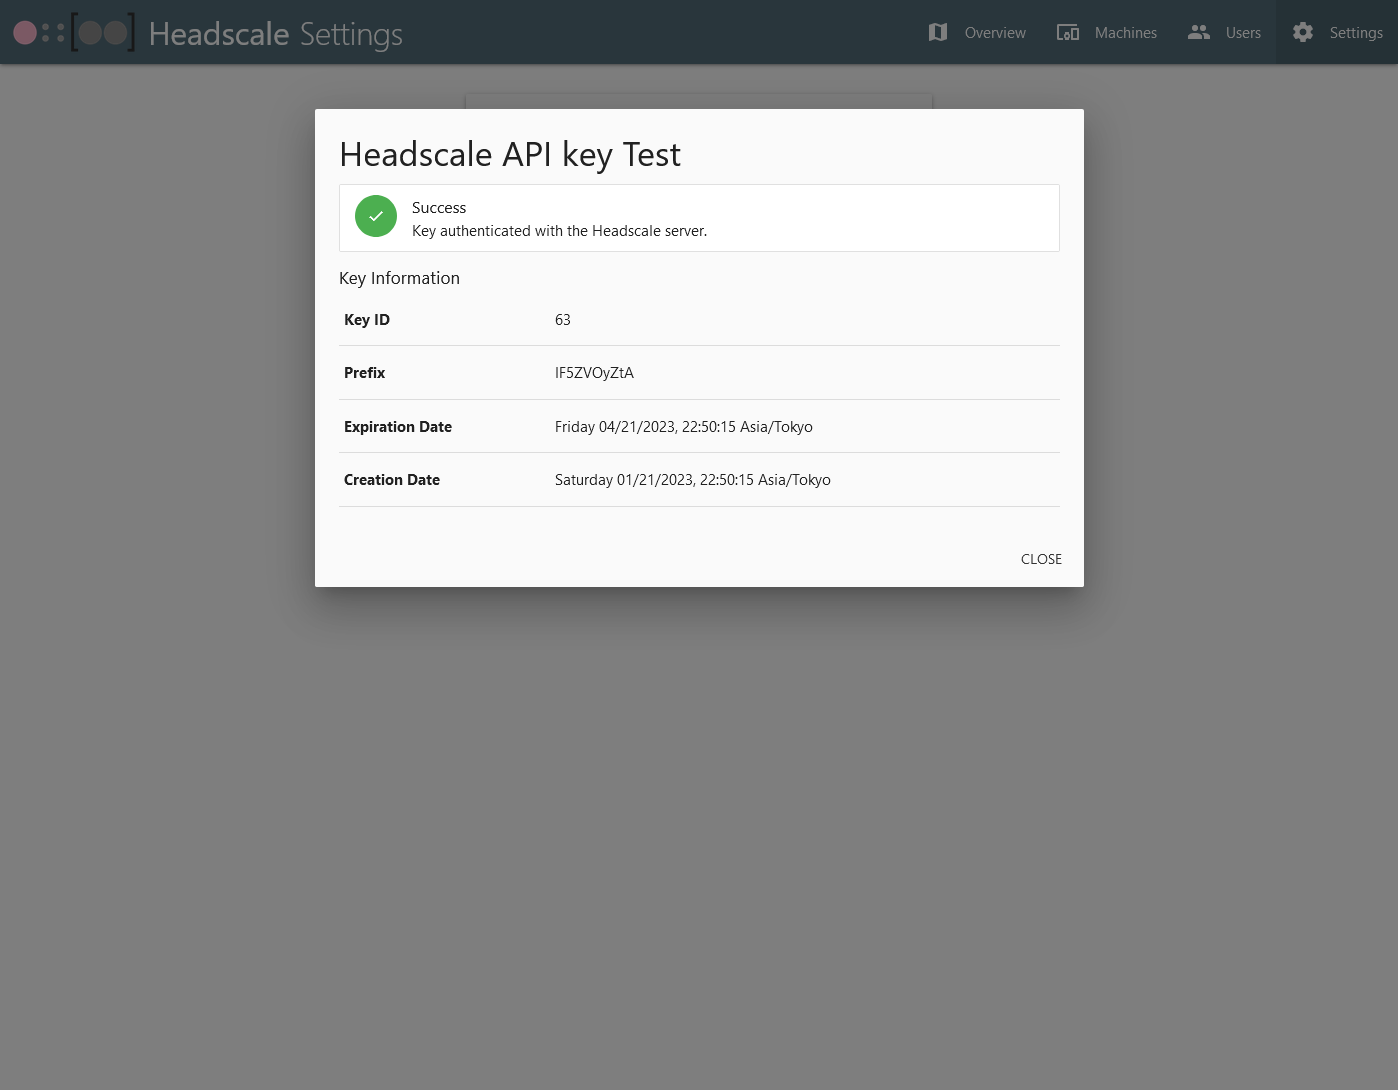 Headscale Settings
Overview
Machines
Users
Settings
Headscale API key Test
Success
Key authenticated with the Headscale server.
Key Information
Key ID 63
Prefix IF5ZVOyZtA
Expiration Date Friday 04/21/2023, 22:50:15 Asia/Tokyo
Creation Date Saturday 01/21/2023, 22:50:15 Asia/Tokyo
CLOSE